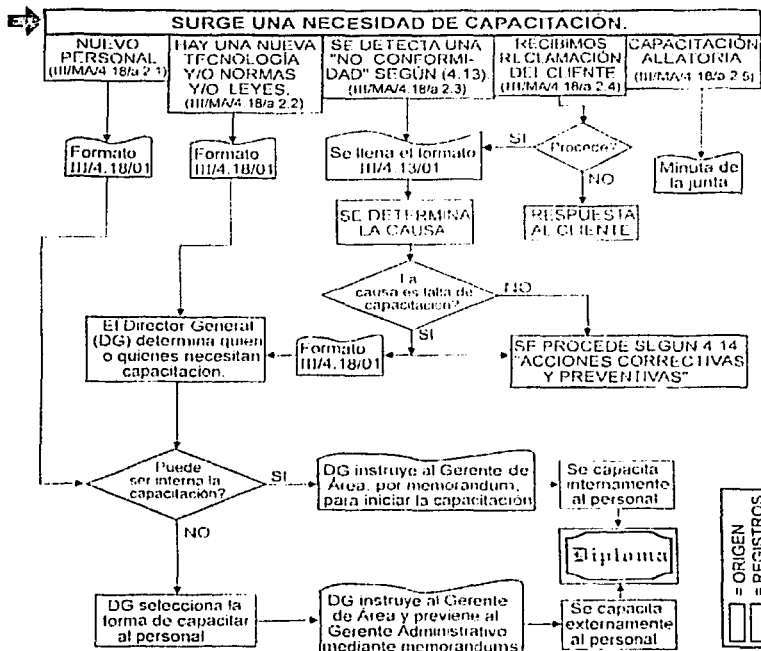 SURGE UNA NECESIDAD DE CAPACITACIÓN.
NUEVO
PERSONAL
(III/MA/4.18/a 2.1)
HAY UNA NUEVA
TECNOLOGÍA
Y/O NORMAS
Y/O LEYES.
(III/MA/4.18/a 2.2)
SE DETECTA UNA
"NO CONFORMI-
DAD" SEGÚN (4.13).
(III/MA/4.18/a 2.3)
RECIBIMOS
RECLAMACIÓN
DEL CLIENTE
(III/MA/4.18/a 2.4)
CAPACITACIÓN
ALLATORIA
(III/MA/4.18/a 2.5)
Formato
III/4.18/01
Formato
III/4.18/01
Se llena el formato
III/4.13/01
SI
Procede?
NO
Minuta de
la junta
SE DETERMINA
LA CAUSA
RESPUESTA
AL CLIENTE
La
causa es falta de
capacitación?
NO
SI
El Director General
(DG) determina quien
o quienes necesitan
capacitación.
Formato
III/4.18/01
SE PROCEDE SEGÚN 4.14
"ACCIONES CORRECTIVAS
Y PREVENTIVAS"
Puede
ser interna la
capacitación?
SI
NO
DG instruye al Gerente de
Área, por memorándum,
para iniciar la capacitación
Se capacita
internamente
al personal
Diploma
DG selecciona la
forma de capacitar
al personal
DG instruye al Gerente
de Área y previene al
Gerente Administrativo
mediante memorandums
Se capacita
externamente
al personal
= ORIGEN
= REGISTROS